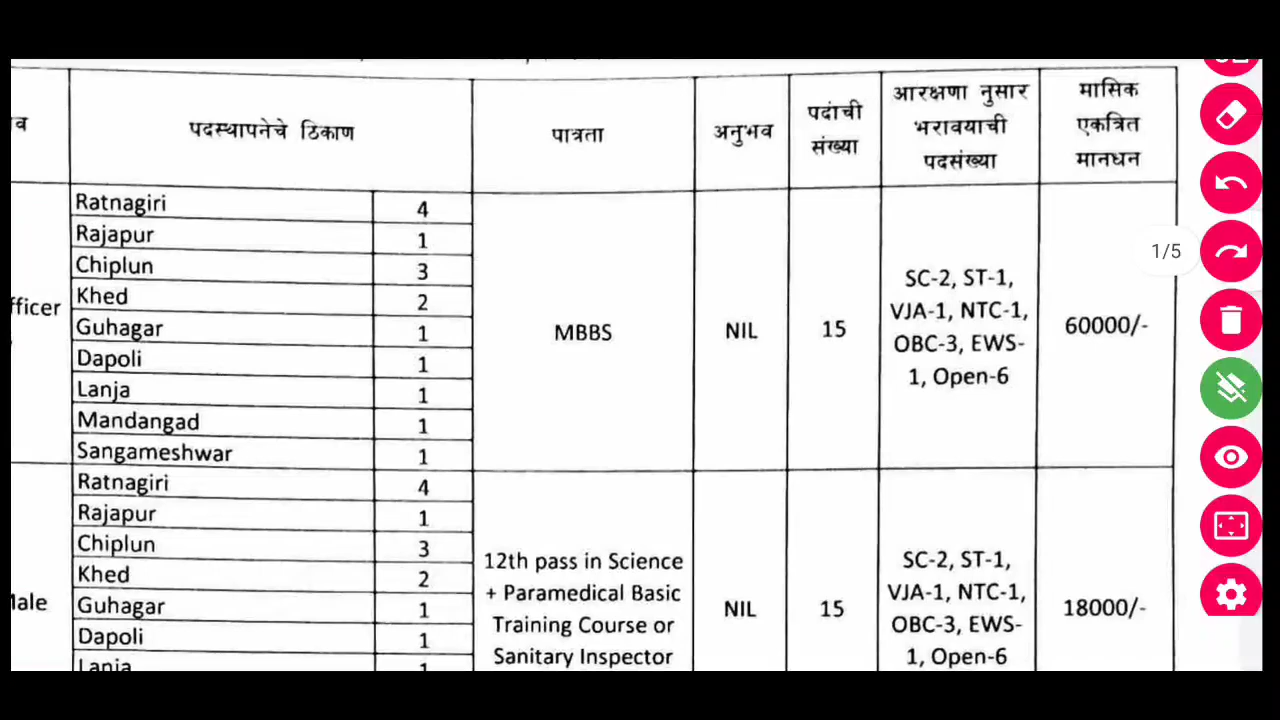 व
पदस्थापनेचे ठिकाण
पात्रता
अनुभव
पदांची
संख्या
आरक्षणा नुसार
भरावयाची
पदसंख्या
मासिक
एकत्रित
मानधन
fficer
Ratnagiri 4
Rajapur 1
Chiplun 3
Khed 2
Guhagar 1
Dapoli 1
Lanja 1
Mandangad 1
Sangameshwar 1
MBBS
NIL
15
SC-2, ST-1,
VJA-1, NTC-1,
OBC-3, EWS-
1, Open-6
60000/-
1/5
Male
Ratnagiri 4
Rajapur 1
Chiplun 3
Khed 2
Guhagar 1
Dapoli 1
Lanja 1
12th pass in Science
+ Paramedical Basic
Training Course or
Sanitary Inspector
NIL
15
SC-2, ST-1,
VJA-1, NTC-1,
OBC-3, EWS-
1, Open-6
18000/-